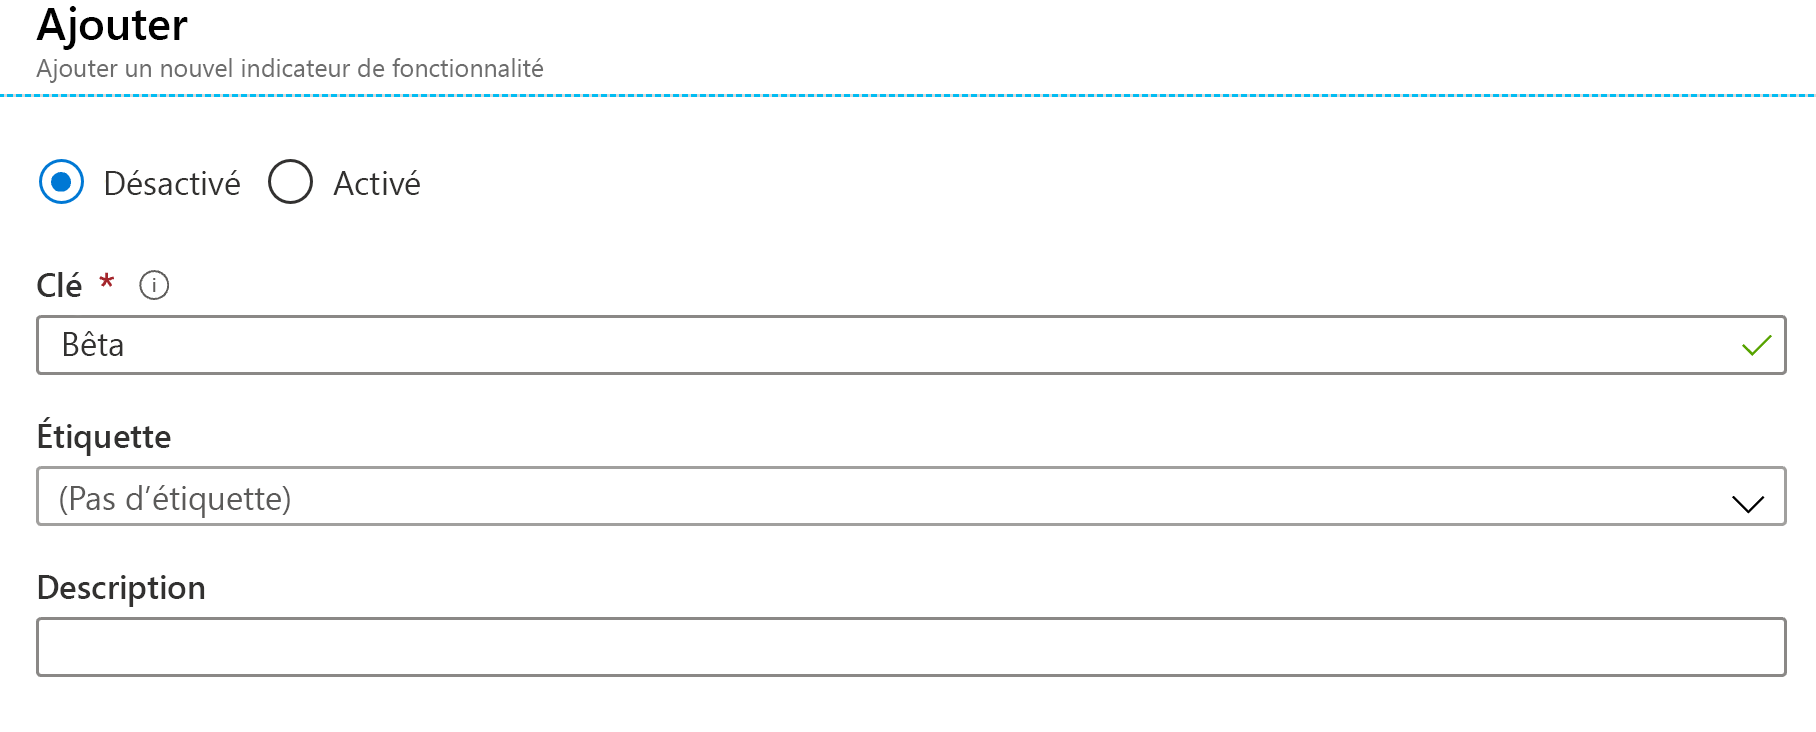 Ajouter
Ajouter un nouvel indicateur de fonctionnalité
Désactivé Activé
Clé * i
Bêta
Étiquette
(Pas d’étiquette)
Description